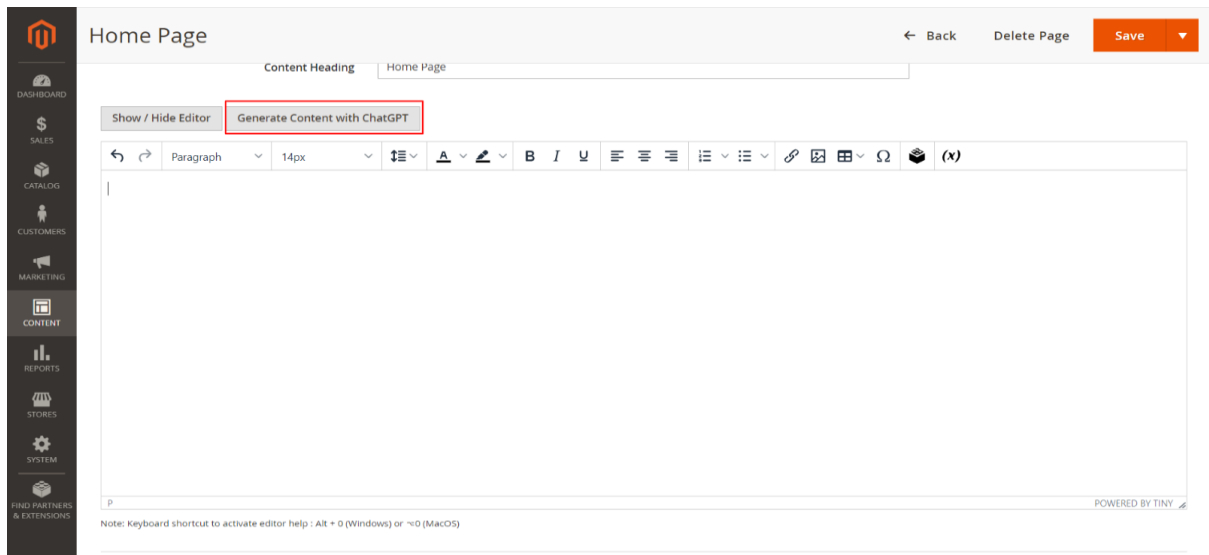 Home Page
← Back
Delete Page
Save
Content Heading
Home Page
DASHBOARD
SALES
CATALOG
CUSTOMERS
MARKETING
CONTENT
REPORTS
STORES
SYSTEM
FIND PARTNERS
& EXTENSIONS
Show / Hide Editor
Generate Content with ChatGPT
Paragraph
14px
A
B I U
Ω
(x)
P
POWERED BY TINY
Note: Keyboard shortcut to activate editor help : Alt + 0 (Windows) or ⌥0 (MacOS)